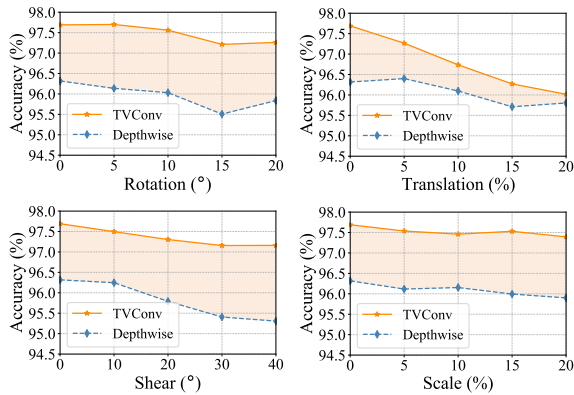 Accuracy (%)
98.0
97.5
97.0
96.5
96.0
95.5
95.0
94.5
TVConv
Depthwise
0 5 10 15 20
Rotation (°)
Accuracy (%)
98.0
97.5
97.0
96.5
96.0
95.5
95.0
94.5
TVConv
Depthwise
0 5 10 15 20
Translation (%)
Accuracy (%)
98.0
97.5
97.0
96.5
96.0
95.5
95.0
94.5
TVConv
Depthwise
0 10 20 30 40
Shear (°)
Accuracy (%)
98.0
97.5
97.0
96.5
96.0
95.5
95.0
94.5
TVConv
Depthwise
0 5 10 15 20
Scale (%)